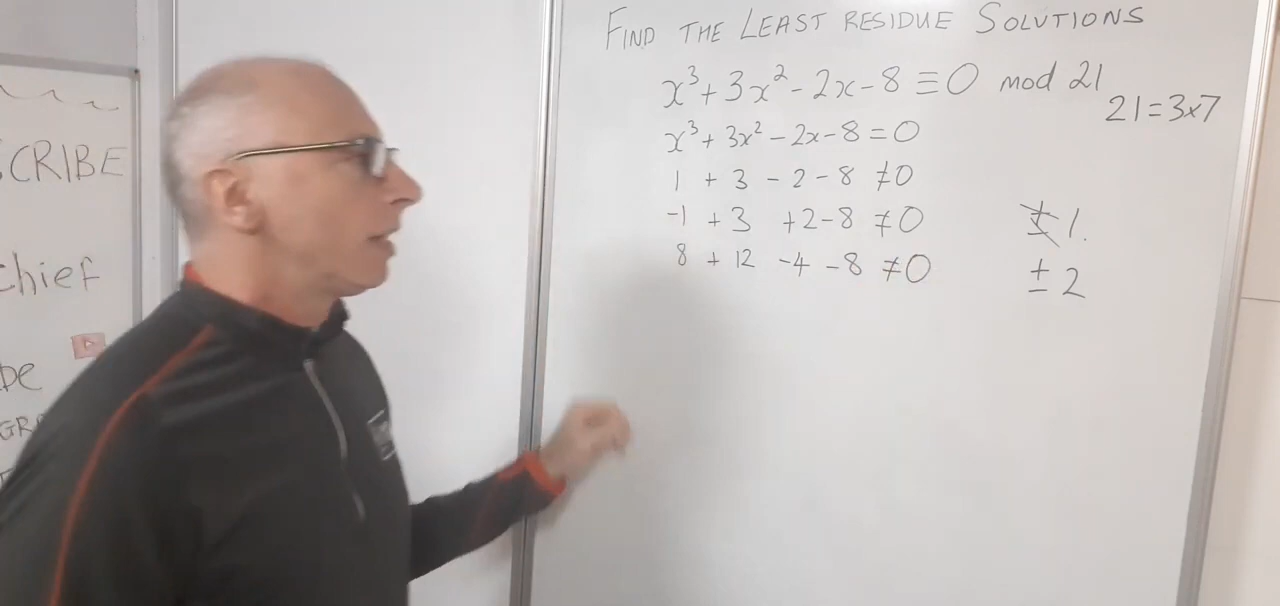 FIND THE LEAST RESIDUE SOLUTIONS
x³ + 3x² - 2x - 8 ≡ 0 mod 21
21 = 3×7
x³ + 3x² - 2x - 8 = 0
1 + 3 - 2 - 8 ≠ 0
-1 + 3 + 2 - 8 ≠ 0
± 1.
8 + 12 - 4 - 8 ≠ 0
± 2
CRIBE
chief
be